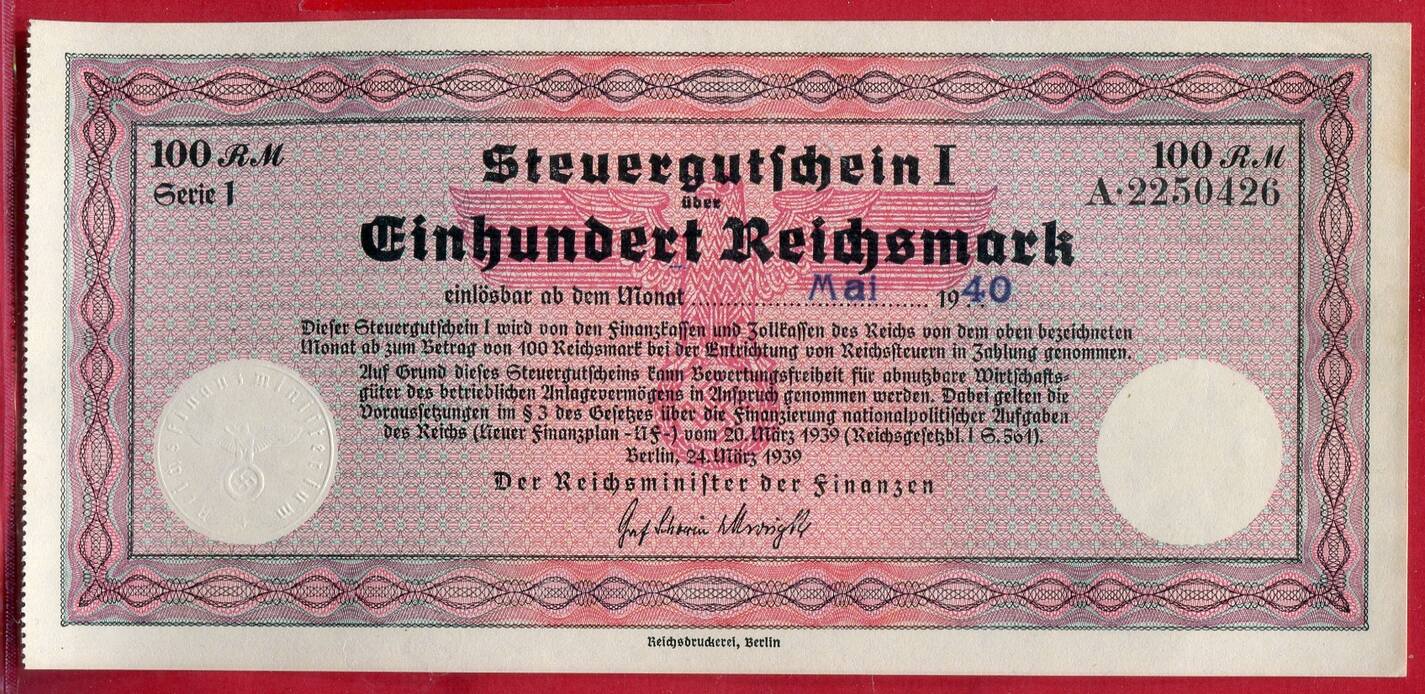 100 RM
Steuergutschein I
100 RM
Serie I
A·2250426
über
Einhundert Reichsmark
einlösbar ab dem Monat Mai 1940
Dieser Steuergutschein I wird von den Finanzkassen und Zollkassen des Reichs von dem oben bezeichneten
Monat ab zum Betrag von 100 Reichsmark bei der Entrichtung von Reichssteuern in Zahlung genommen.
Auf Grund dieses Steuergutscheins kann Bewertungsfreiheit für abnutzbare Wirtschafts-
güter des betrieblichen Anlagevermögens in Anspruch genommen werden. Dabei gelten die
Voraussetzungen im § 3 des Gesetzes über die Finanzierung nationalpolitischer Aufgaben
des Reichs (Neuer Finanzplan -NF-) vom 20. März 1939 (Reichsgesetzbl. I S. 561).
Berlin, 24. März 1939
Der Reichsminister der Finanzen
Graf Schwerin Krosigk
Reichsfinanzministerium
Reichsdruckerei, Berlin